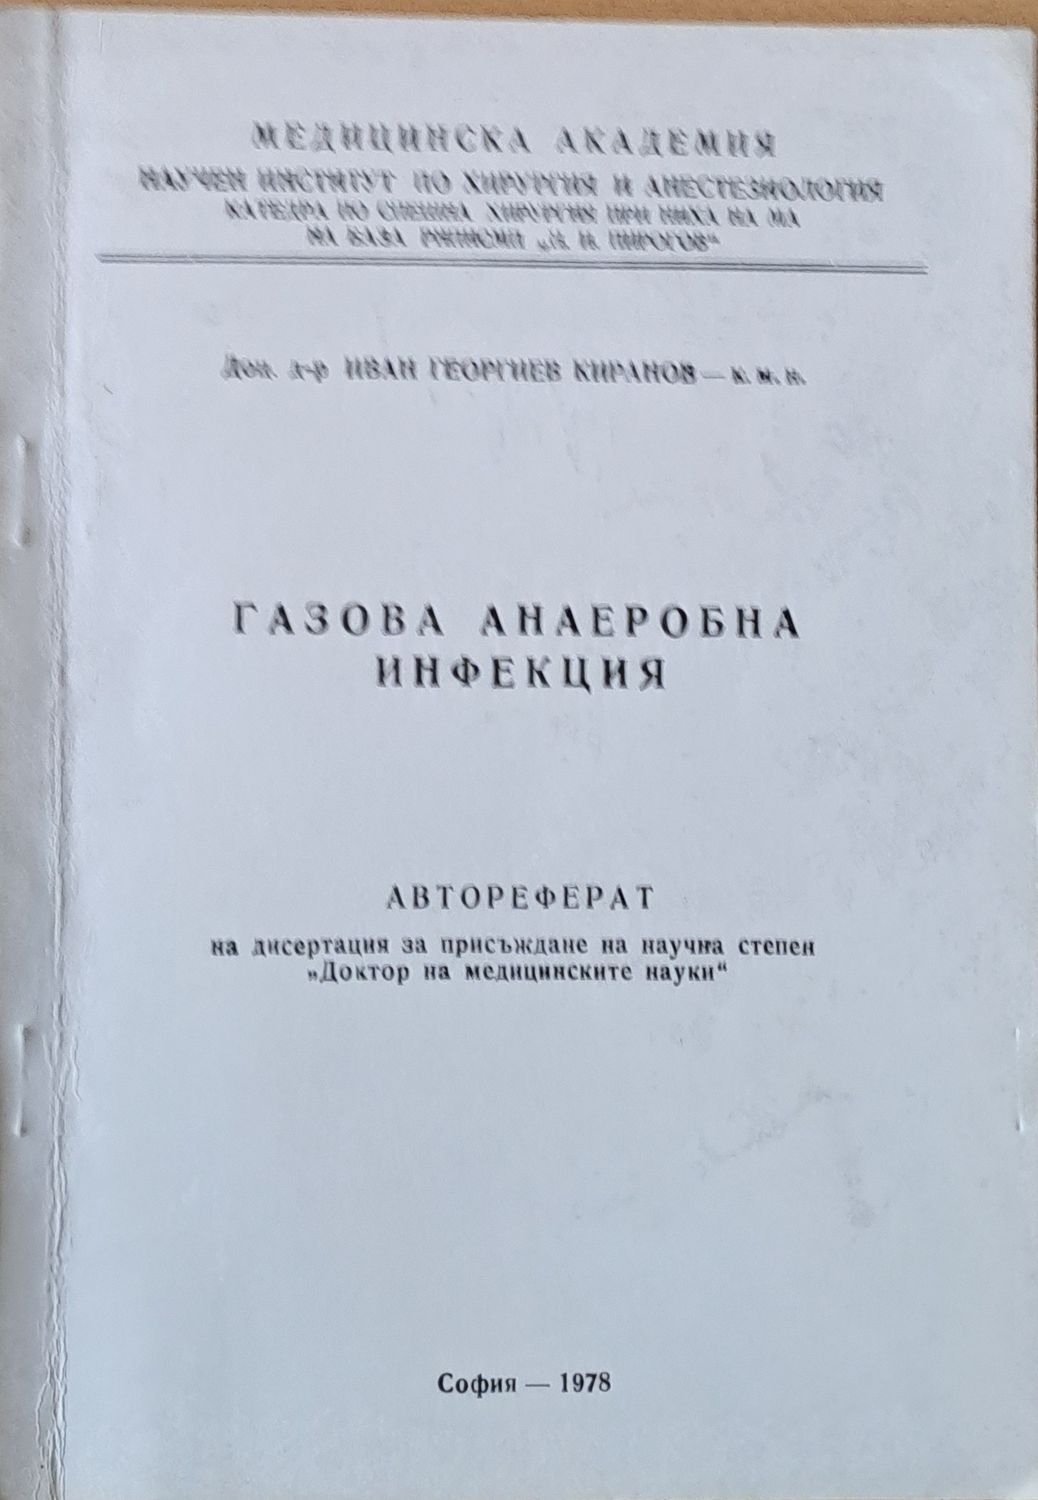 МЕДИЦИНСКА АКАДЕМИЯ
НАУЧЕН ИНСТИТУТ ПО ХИРУРГИЯ И АНЕСТЕЗИОЛОГИЯ
КАТЕДРА ПО СПЕШНА ХИРУРГИЯ ПРИ НИХА НА МА
НА БАЗА РНПИСМП „Н. И. ПИРОГОВ“
Доц. д-р ИВАН ГЕОРГИЕВ КИРАНОВ — к. м. н.
ГАЗОВА АНАЕРОБНА
ИНФЕКЦИЯ
АВТОРЕФЕРАТ
на дисертация за присъждане на научна степен
„Доктор на медицинските науки“
София — 1978